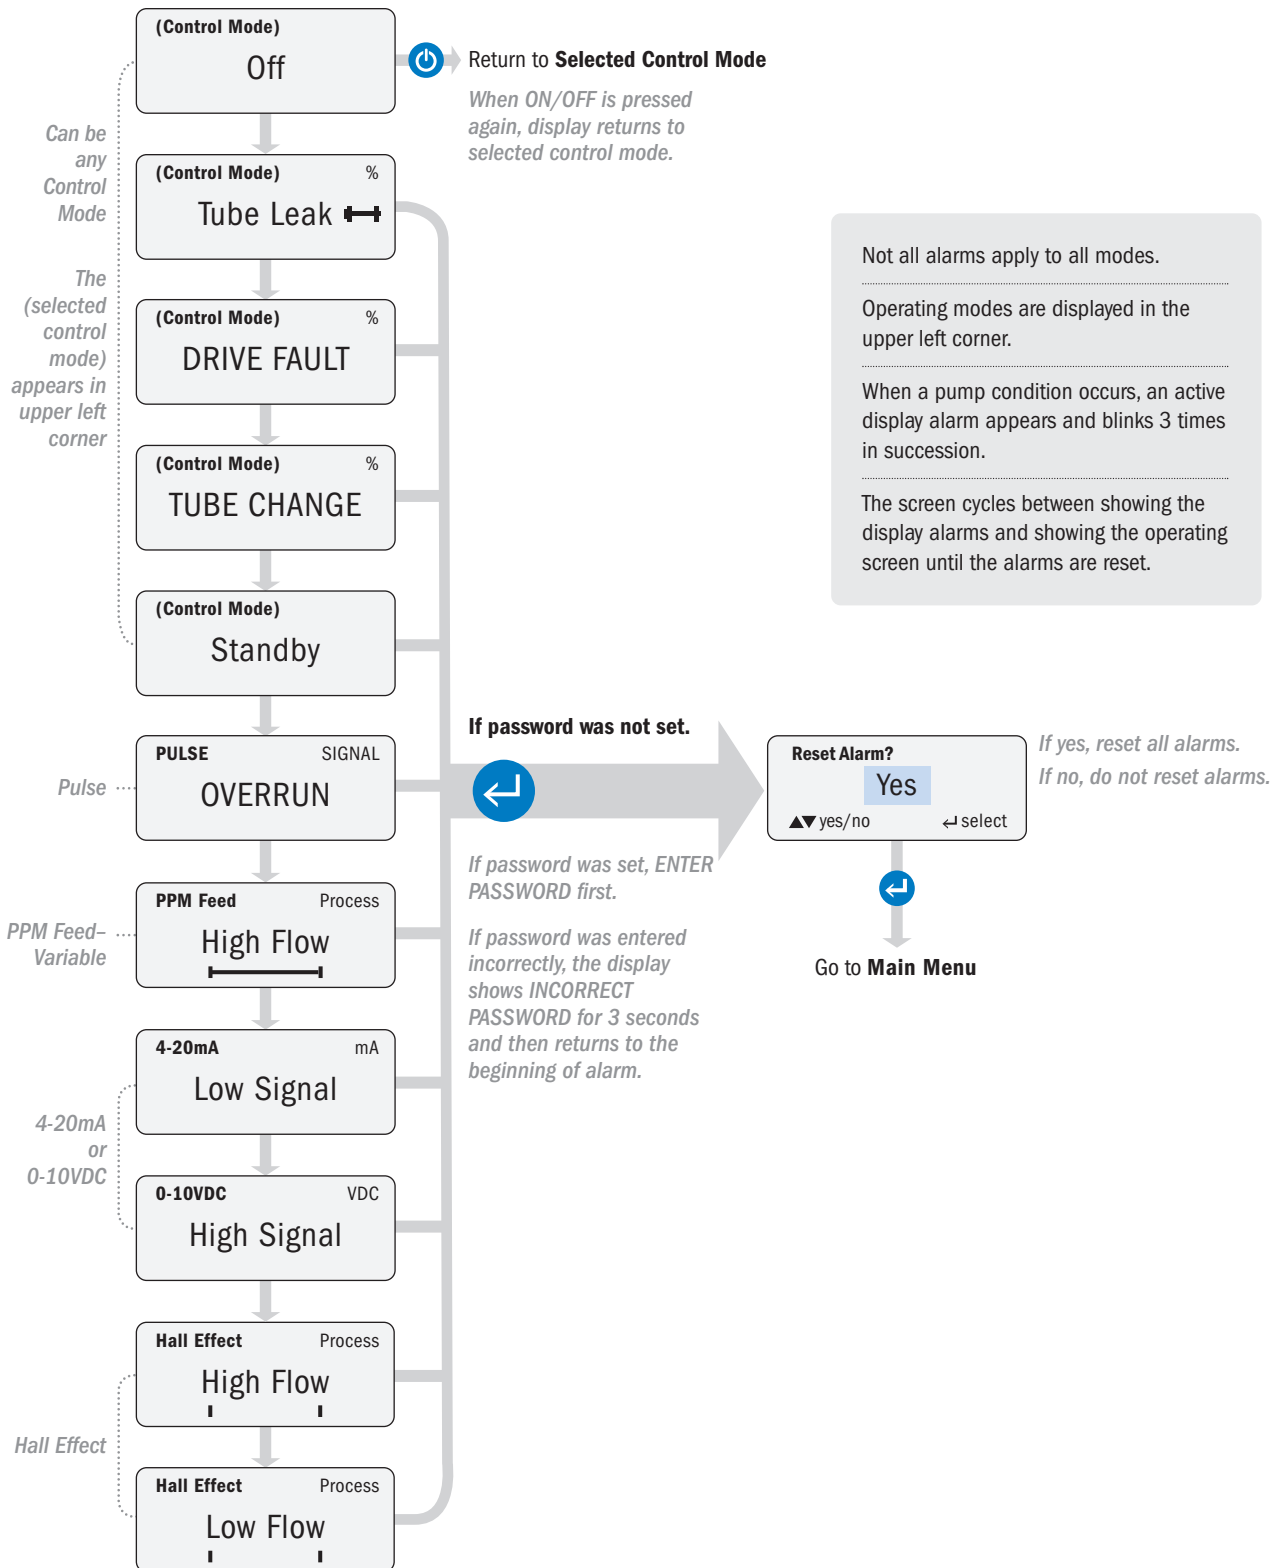 (Control Mode)
Off
Return to Selected Control Mode
When ON/OFF is pressed
again, display returns to
selected control mode.
Can be
any
Control
Mode
The
(selected
control
mode)
appears in
upper left
corner
(Control Mode) %
Tube Leak
(Control Mode) %
DRIVE FAULT
(Control Mode) %
TUBE CHANGE
(Control Mode)
Standby
Not all alarms apply to all modes.
Operating modes are displayed in the
upper left corner.
When a pump condition occurs, an active
display alarm appears and blinks 3 times
in succession.
The screen cycles between showing the
display alarms and showing the operating
screen until the alarms are reset.
Pulse
PULSE SIGNAL
OVERRUN
PPM Feed–
Variable
PPM Feed Process
High Flow
4-20mA
or
0-10VDC
4-20mA mA
Low Signal
0-10VDC VDC
High Signal
Hall Effect
Hall Effect Process
High Flow
Hall Effect Process
Low Flow
If password was not set.
If password was set, ENTER
PASSWORD first.
If password was entered
incorrectly, the display
shows INCORRECT
PASSWORD for 3 seconds
and then returns to the
beginning of alarm.
Reset Alarm?
Yes
▲▼ yes/no ↵ select
If yes, reset all alarms.
If no, do not reset alarms.
Go to Main Menu